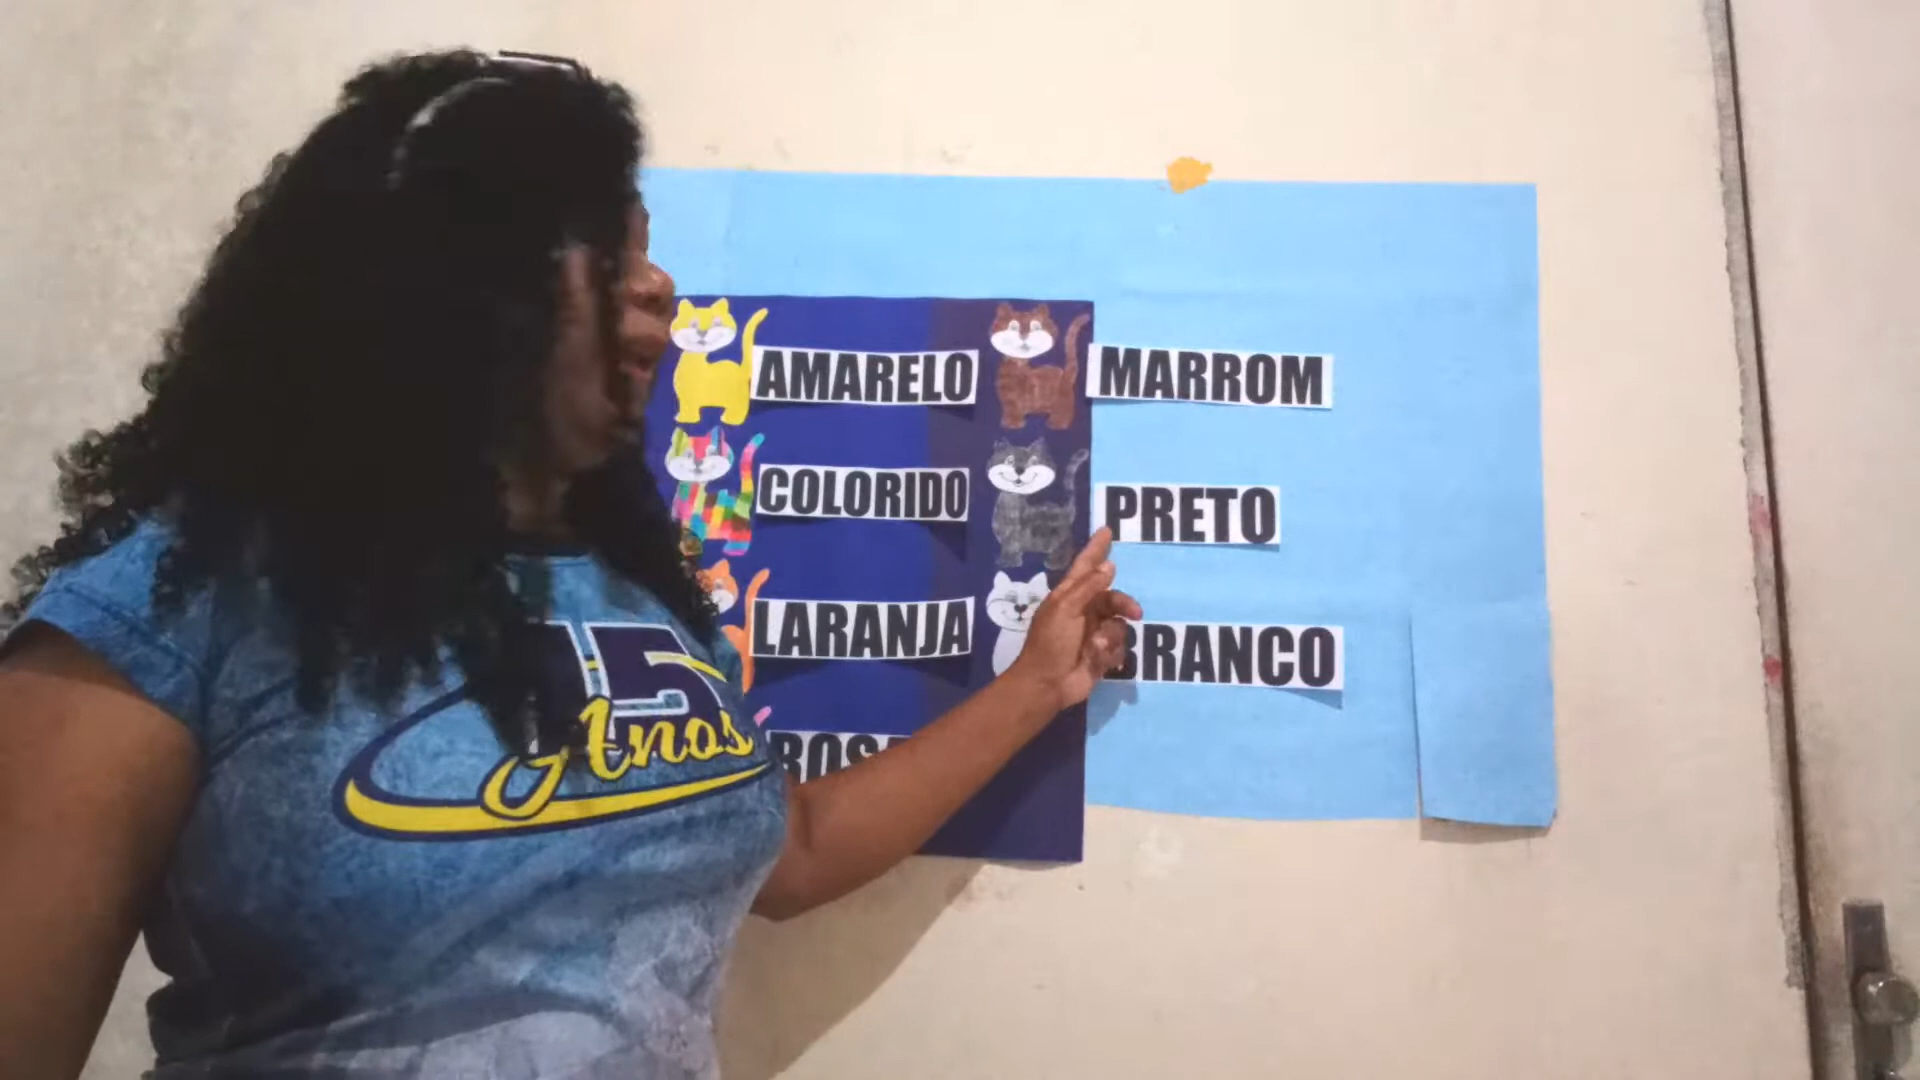 AMARELO
MARROM
COLORIDO
PRETO
LARANJA
BRANCO
15
Anos